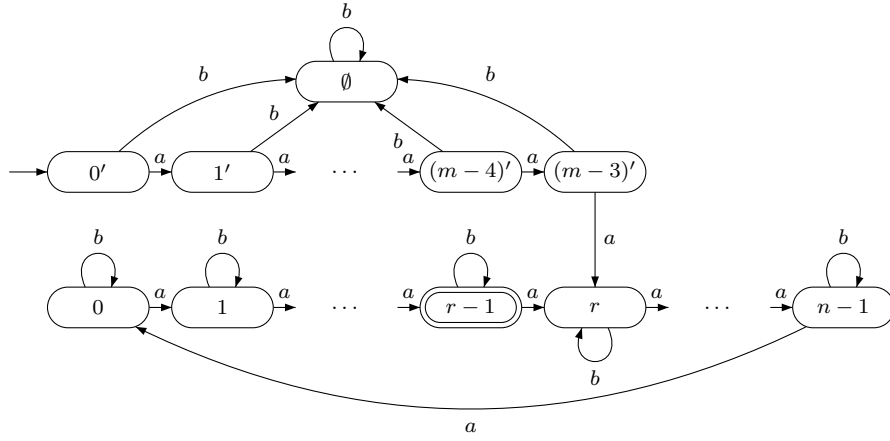 b
∅
b b
b b
0′ a 1′ a ⋯ a (m − 4)′ a (m − 3)′
a
b b b b
0 a 1 a ⋯ a r − 1 a r a ⋯ a n − 1
b
a